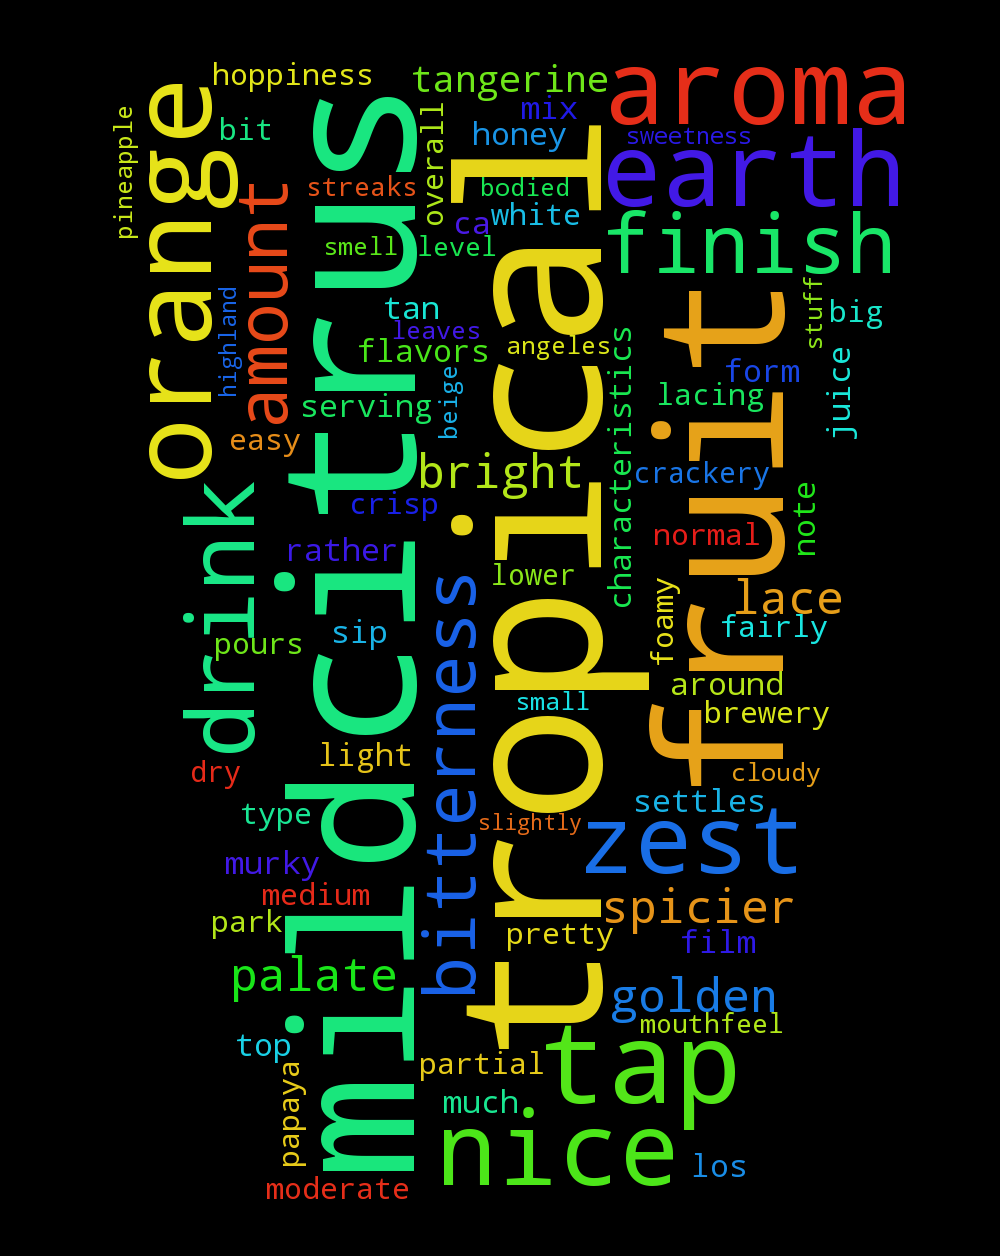 hoppiness
tangerine
aroma
pineapple
orange
bit
mix
honey
overall
sweetness
earth
streaks
bodied
white
ca
level
smell
finish
amount
highland
tan
leaves
flavors
angeles
stuff
big
form
juice
lacing
serving
beige
easy
bright
characteristics
crackery
crisp
normal
note
rather
lower
drink
mild citrus
tropical
fruit
foamy
lace
fairly
sip
pours
bitterness
around
small
brewery
light
dry
cloudy
settles
type
slightly
zest
murky
medium
spicier
park
pretty
film
palate
golden
mouthfeel
top
partial
tap
papaya
much
nice
los
moderate